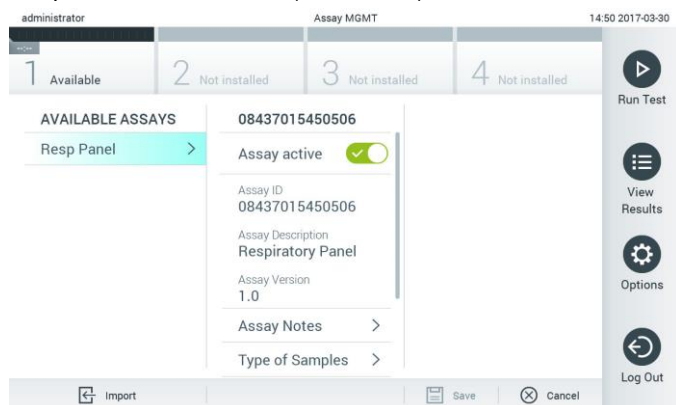 administrator
Assay MGMT
14:50 2017-03-30
1 Available
2 Not installed
3 Not installed
4 Not installed
Run Test
AVAILABLE ASSAYS
Resp Panel
08437015450506
Assay active
Assay ID
08437015450506
Assay Description
Respiratory Panel
Assay Version
1.0
Assay Notes
Type of Samples
View
Results
Options
Log Out
Import
Save
Cancel